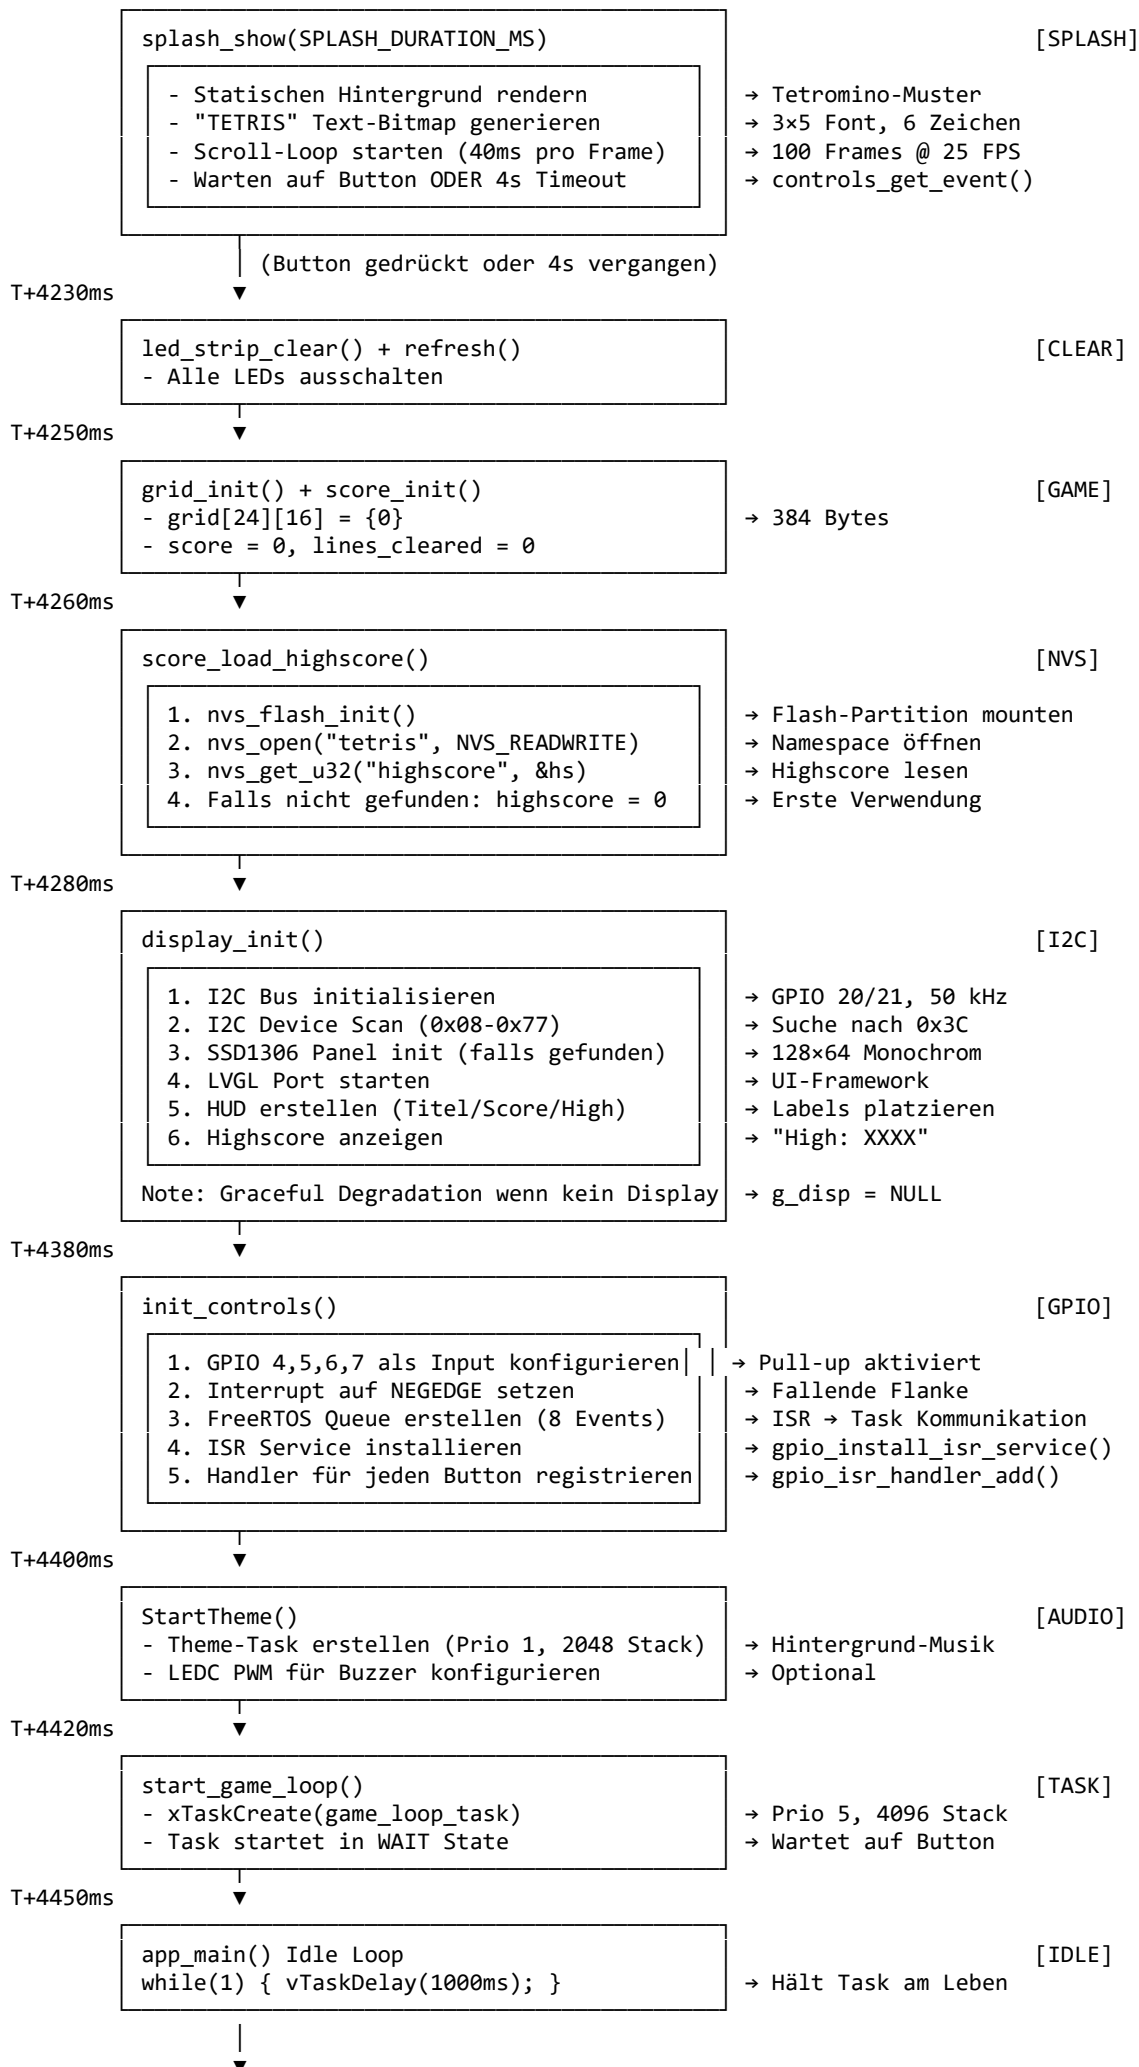 splash_show(SPLASH_DURATION_MS) [SPLASH]
- Statischen Hintergrund rendern → Tetromino-Muster
- "TETRIS" Text-Bitmap generieren → 3×5 Font, 6 Zeichen
- Scroll-Loop starten (40ms pro Frame) → 100 Frames @ 25 FPS
- Warten auf Button ODER 4s Timeout → controls_get_event()
(Button gedrückt oder 4s vergangen)
T+4230ms ▼
led_strip_clear() + refresh() [CLEAR]
- Alle LEDs ausschalten
T+4250ms ▼
grid_init() + score_init() [GAME]
- grid[24][16] = {0} → 384 Bytes
- score = 0, lines_cleared = 0
T+4260ms ▼
score_load_highscore() [NVS]
1. nvs_flash_init() → Flash-Partition mounten
2. nvs_open("tetris", NVS_READWRITE) → Namespace öffnen
3. nvs_get_u32("highscore", &hs) → Highscore lesen
4. Falls nicht gefunden: highscore = 0 → Erste Verwendung
T+4280ms ▼
display_init() [I2C]
1. I2C Bus initialisieren → GPIO 20/21, 50 kHz
2. I2C Device Scan (0x08-0x77) → Suche nach 0x3C
3. SSD1306 Panel init (falls gefunden) → 128×64 Monochrom
4. LVGL Port starten → UI-Framework
5. HUD erstellen (Titel/Score/High) → Labels platzieren
6. Highscore anzeigen → "High: XXXX"
Note: Graceful Degradation wenn kein Display → g_disp = NULL
T+4380ms ▼
init_controls() [GPIO]
1. GPIO 4,5,6,7 als Input konfigurieren → Pull-up aktiviert
2. Interrupt auf NEGEDGE setzen → Fallende Flanke
3. FreeRTOS Queue erstellen (8 Events) → ISR → Task Kommunikation
4. ISR Service installieren → gpio_install_isr_service()
5. Handler für jeden Button registrieren → gpio_isr_handler_add()
T+4400ms ▼
StartTheme() [AUDIO]
- Theme-Task erstellen (Prio 1, 2048 Stack) → Hintergrund-Musik
- LEDC PWM für Buzzer konfigurieren → Optional
T+4420ms ▼
start_game_loop() [TASK]
- xTaskCreate(game_loop_task) → Prio 5, 4096 Stack
- Task startet in WAIT State → Wartet auf Button
T+4450ms ▼
app_main() Idle Loop [IDLE]
while(1) { vTaskDelay(1000ms); } → Hält Task am Leben
▼